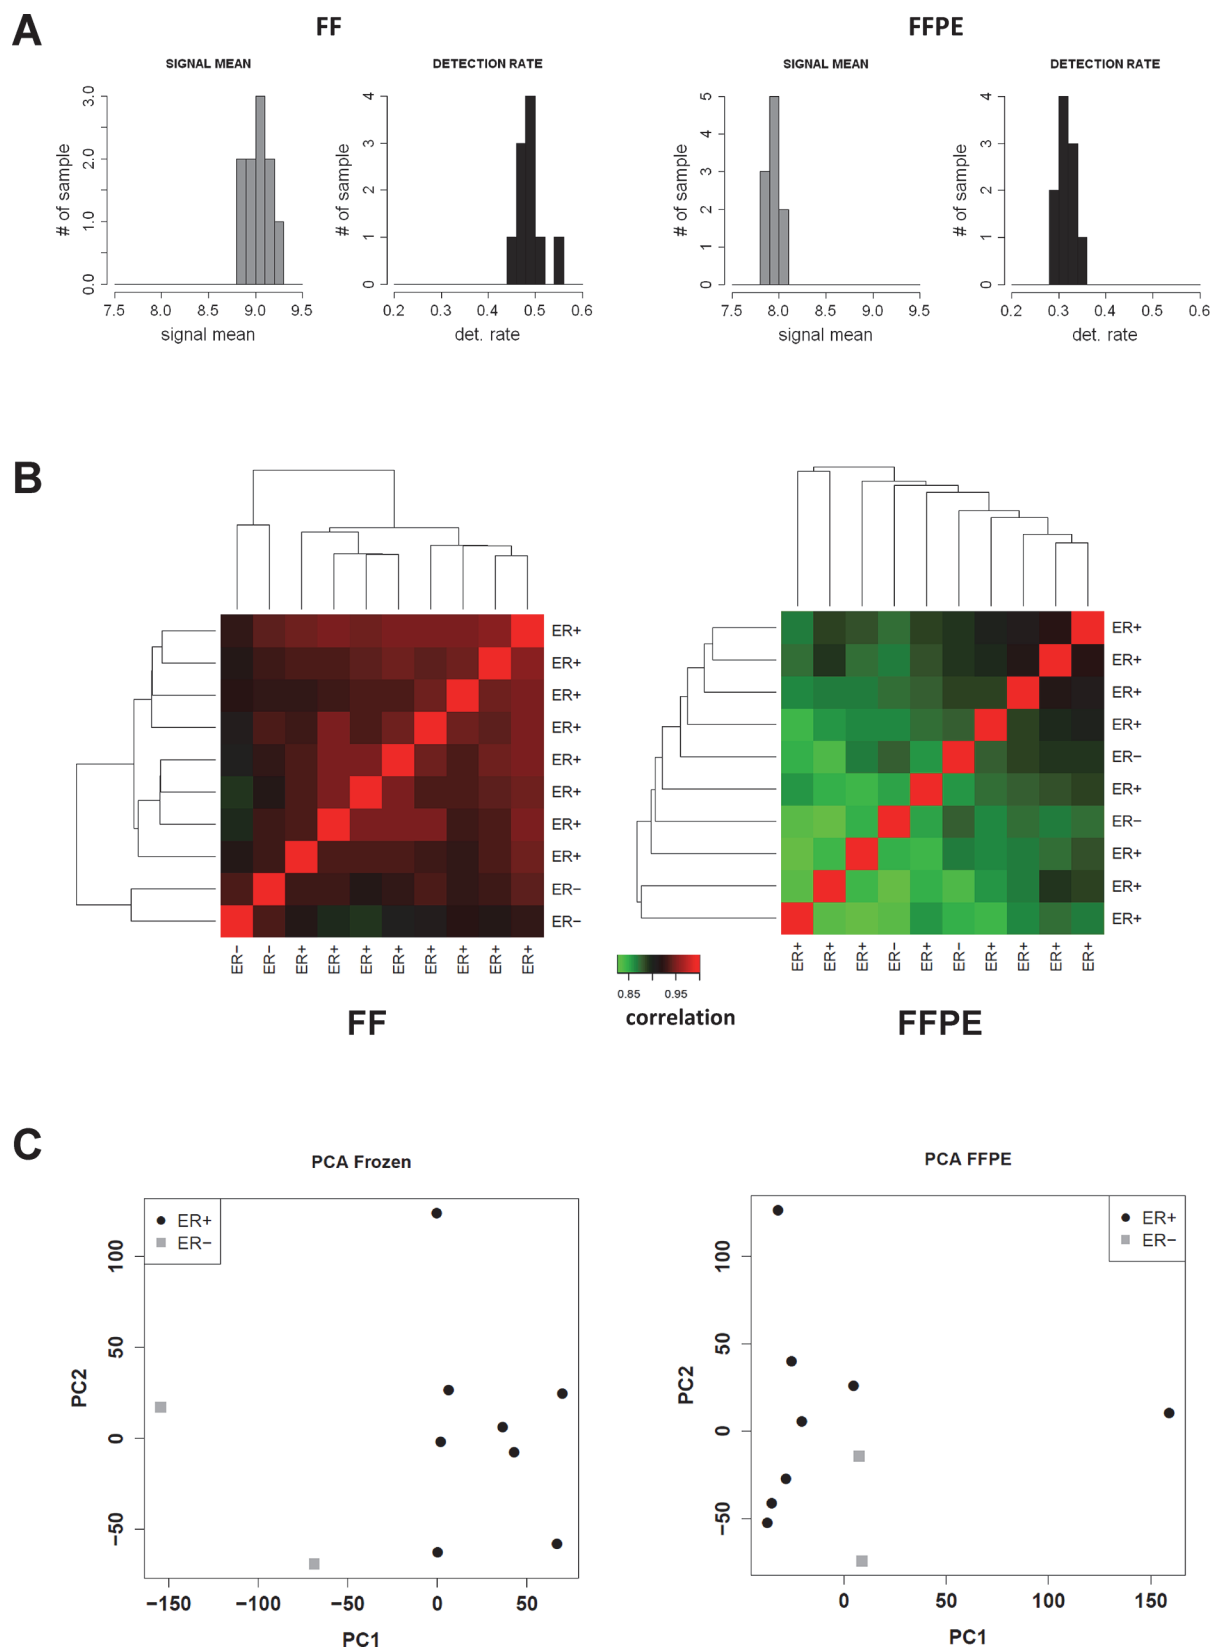 A
FF
FFPE
SIGNAL MEAN
DETECTION RATE
SIGNAL MEAN
DETECTION RATE
# of sample
0.0
1.0
2.0
3.0
7.5 8.0 8.5 9.0 9.5
signal mean
# of sample
0
1
2
3
4
0.2 0.3 0.4 0.5 0.6
det. rate
# of sample
0
1
2
3
4
5
7.5 8.0 8.5 9.0 9.5
signal mean
# of sample
0
1
2
3
4
0.2 0.3 0.4 0.5 0.6
det. rate
B
ER+
ER+
ER+
ER+
ER+
ER+
ER+
ER+
ER−
ER−
ER− ER− ER+ ER+ ER+ ER+ ER+ ER+ ER+ ER+
FF
0.85 0.95
correlation
ER+
ER+
ER+
ER+
ER−
ER+
ER−
ER+
ER+
ER+
ER+ ER+ ER+ ER− ER+ ER− ER+ ER+ ER+ ER+
FFPE
C
PCA Frozen
ER+
ER−
PC2
100
50
0
−50
−150 −100 −50 0 50
PC1
PCA FFPE
ER+
ER−
PC2
100
50
0
−50
0 50 100 150
PC1